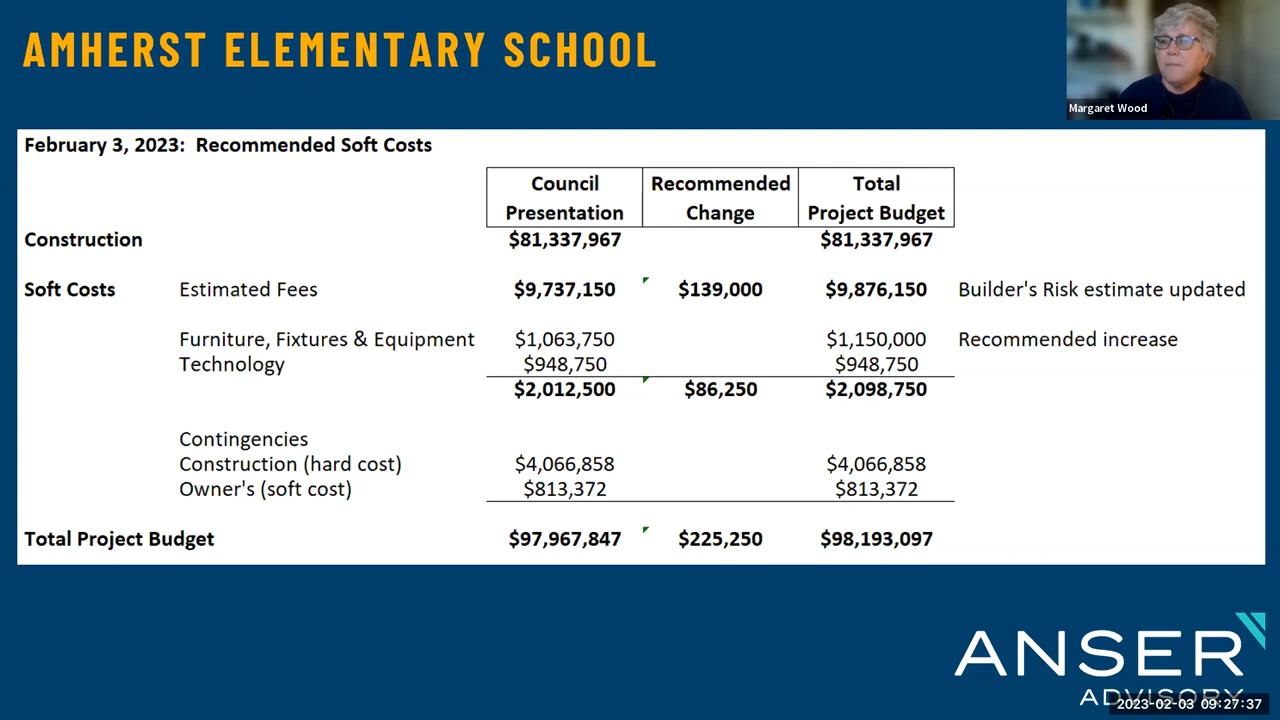 AMHERST ELEMENTARY SCHOOL
Margaret Wood
February 3, 2023: Recommended Soft Costs
Council Presentation Recommended Change Total Project Budget
Construction $81,337,967 $81,337,967
Soft Costs Estimated Fees $9,737,150 $139,000 $9,876,150 Builder's Risk estimate updated
Furniture, Fixtures & Equipment $1,063,750 $1,150,000 Recommended increase
Technology $948,750 $948,750
$2,012,500 $86,250 $2,098,750
Contingencies
Construction (hard cost) $4,066,858 $4,066,858
Owner's (soft cost) $813,372 $813,372
Total Project Budget $97,967,847 $225,250 $98,193,097
ANSER
ADVISORY
2023-02-03 09:27:37